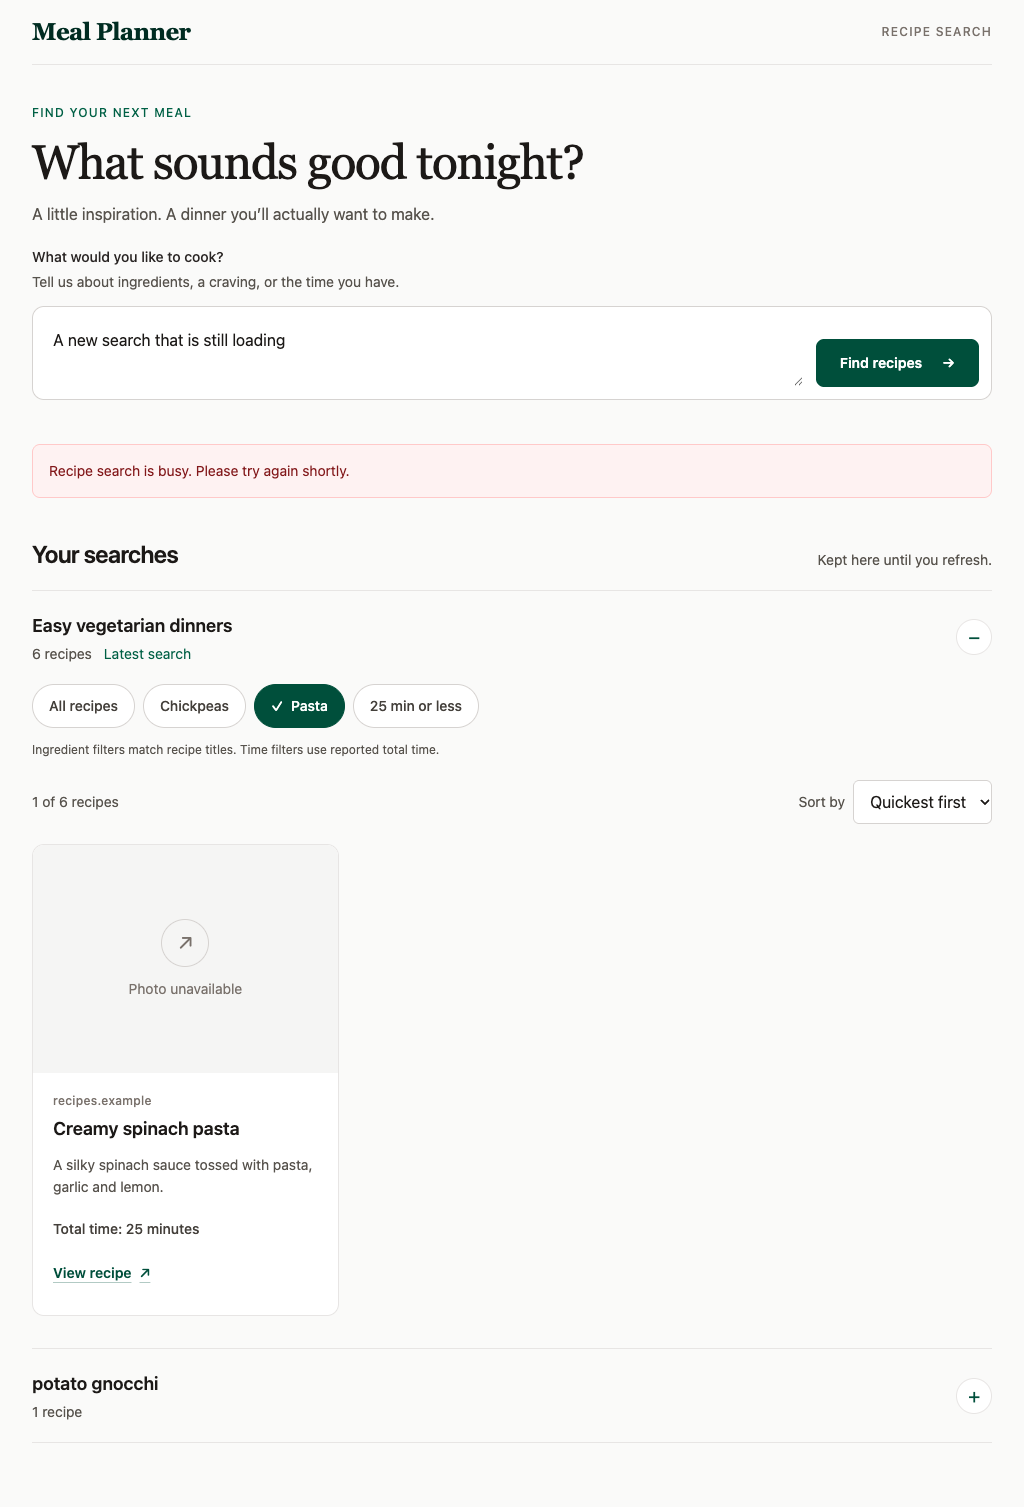 Meal Planner
RECIPE SEARCH
FIND YOUR NEXT MEAL
What sounds good tonight?
A little inspiration. A dinner you’ll actually want to make.
What would you like to cook?
Tell us about ingredients, a craving, or the time you have.
A new search that is still loading
Find recipes →
Recipe search is busy. Please try again shortly.
Your searches
Kept here until you refresh.
Easy vegetarian dinners
6 recipes Latest search
−
All recipes Chickpeas ✓ Pasta 25 min or less
Ingredient filters match recipe titles. Time filters use reported total time.
1 of 6 recipes
Sort by Quickest first
↗
Photo unavailable
recipes.example
Creamy spinach pasta
A silky spinach sauce tossed with pasta,
garlic and lemon.
Total time: 25 minutes
View recipe ↗
potato gnocchi
1 recipe
+